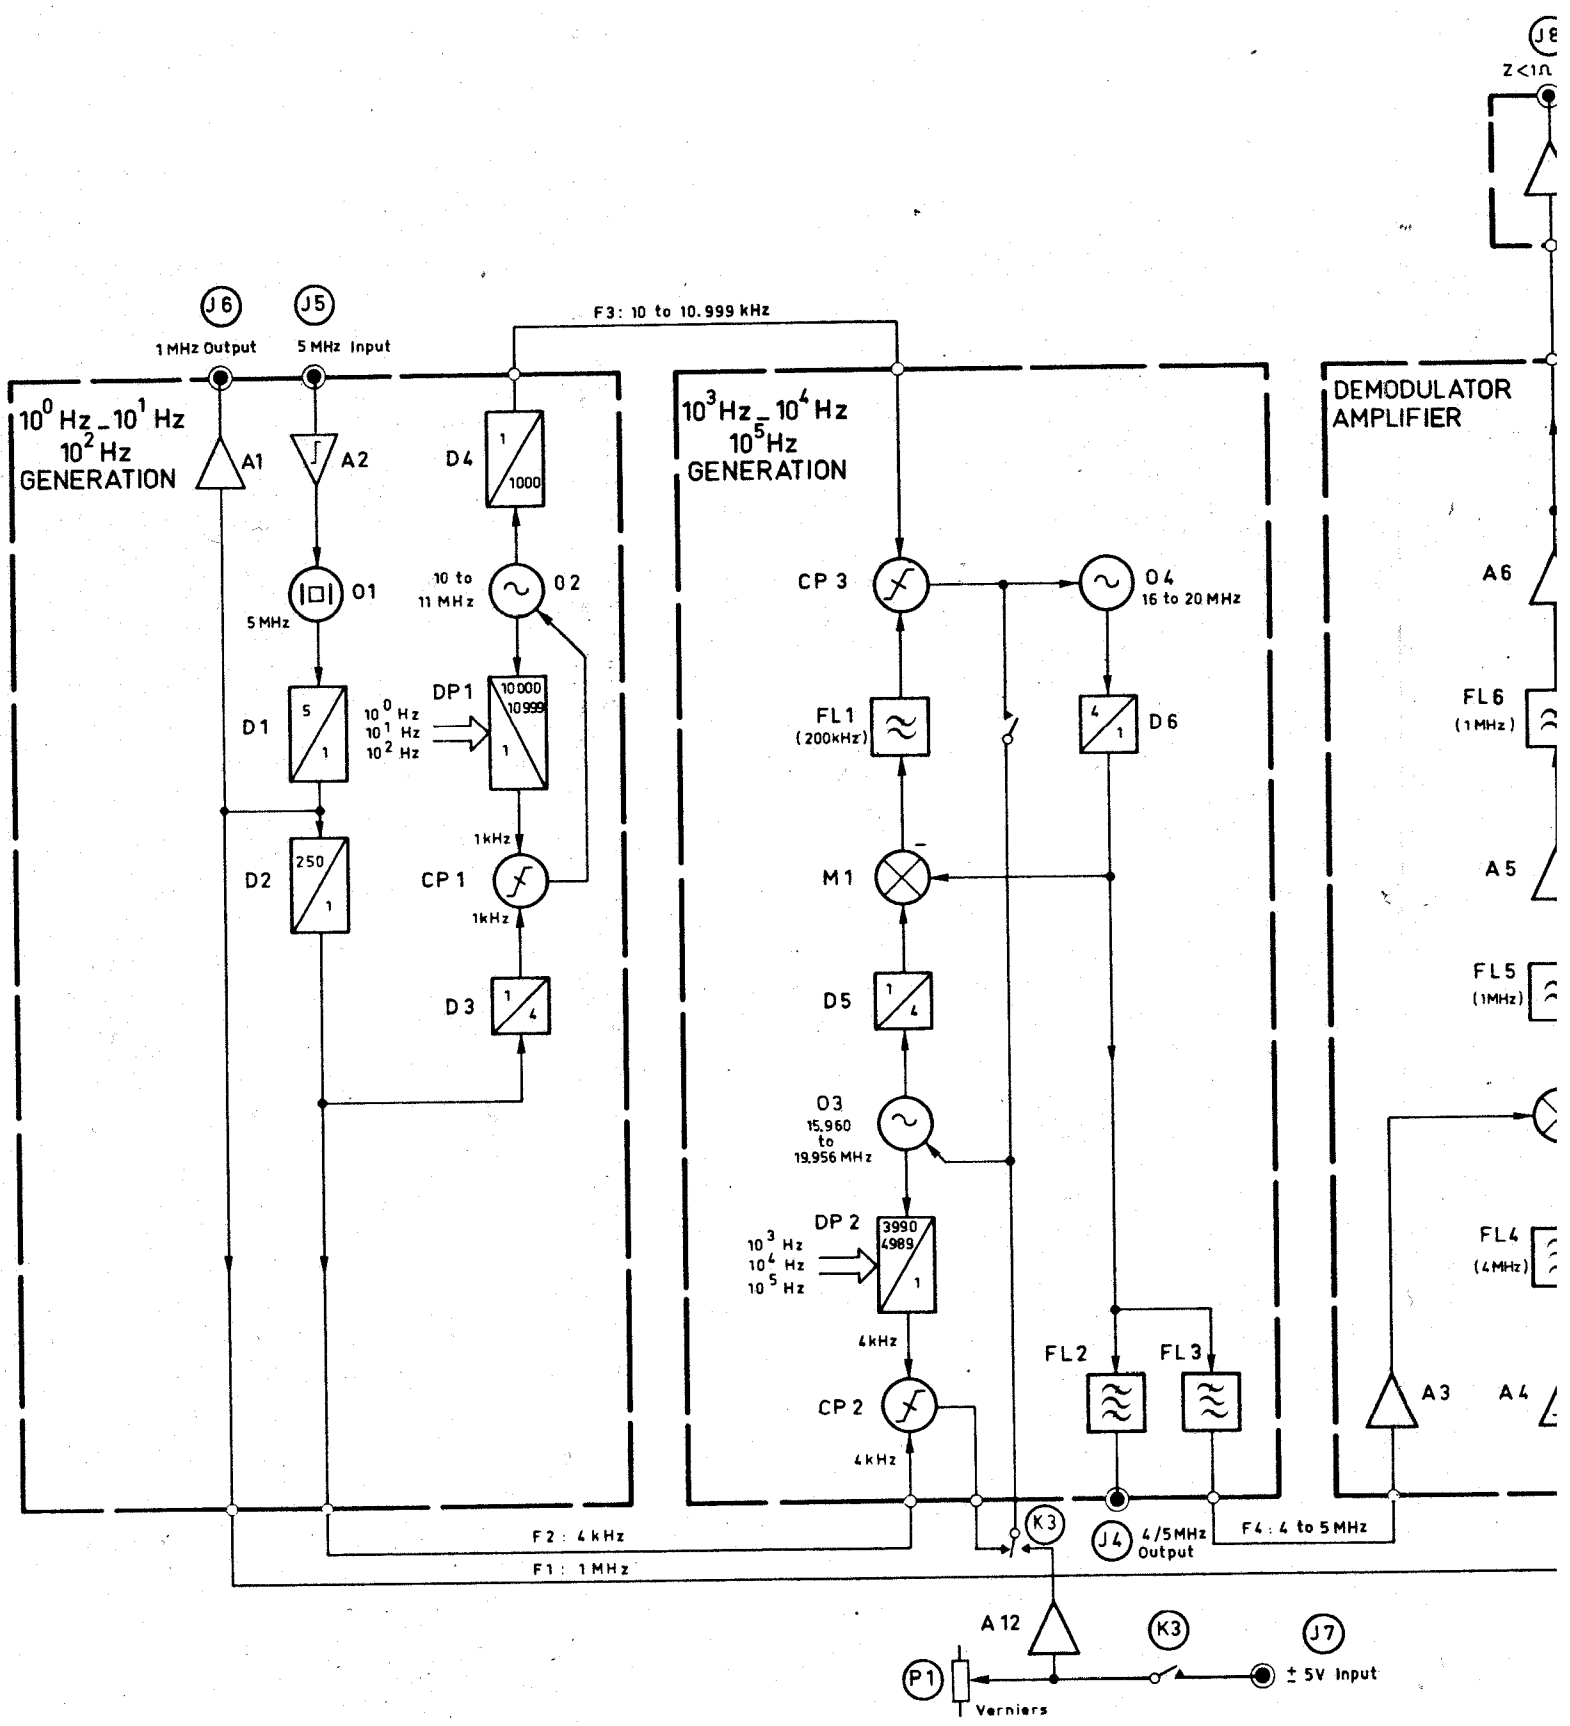 J8
Z<1Ω
F3: 10 to 10.999 kHz
J6
J5
1 MHz Output
5 MHz Input
10⁰ Hz _ 10¹ Hz
10² Hz
GENERATION
A1
A2
D4
1
1000
O1
5 MHz
10 to
11 MHz
O2
D1
5
1
10⁰ Hz
10¹ Hz
10² Hz
DP1
10000
10999
1
D2
250
1
1kHz
CP 1
1kHz
D3
1
4
10³Hz _ 10⁴ Hz
10⁵Hz
GENERATION
CP 3
O4
16 to 20 MHz
FL1
(200kHz)
4
1
D6
M1
-
D5
1
4
O3
15.960
to
19.956 MHz
DP 2
3990
4989
1
10³ Hz
10⁴ Hz
10⁵ Hz
4kHz
CP 2
4kHz
FL2
FL3
DEMODULATOR
AMPLIFIER
A6
FL6
(1MHz)
A5
FL5
(1MHz)
FL4
(4MHz)
A3
A4
F2 : 4 kHz
F1 : 1 MHz
K3
J4
4/5MHz
Output
F4 : 4 to 5 MHz
A 12
K3
J7
± 5V Input
P1
Verniers